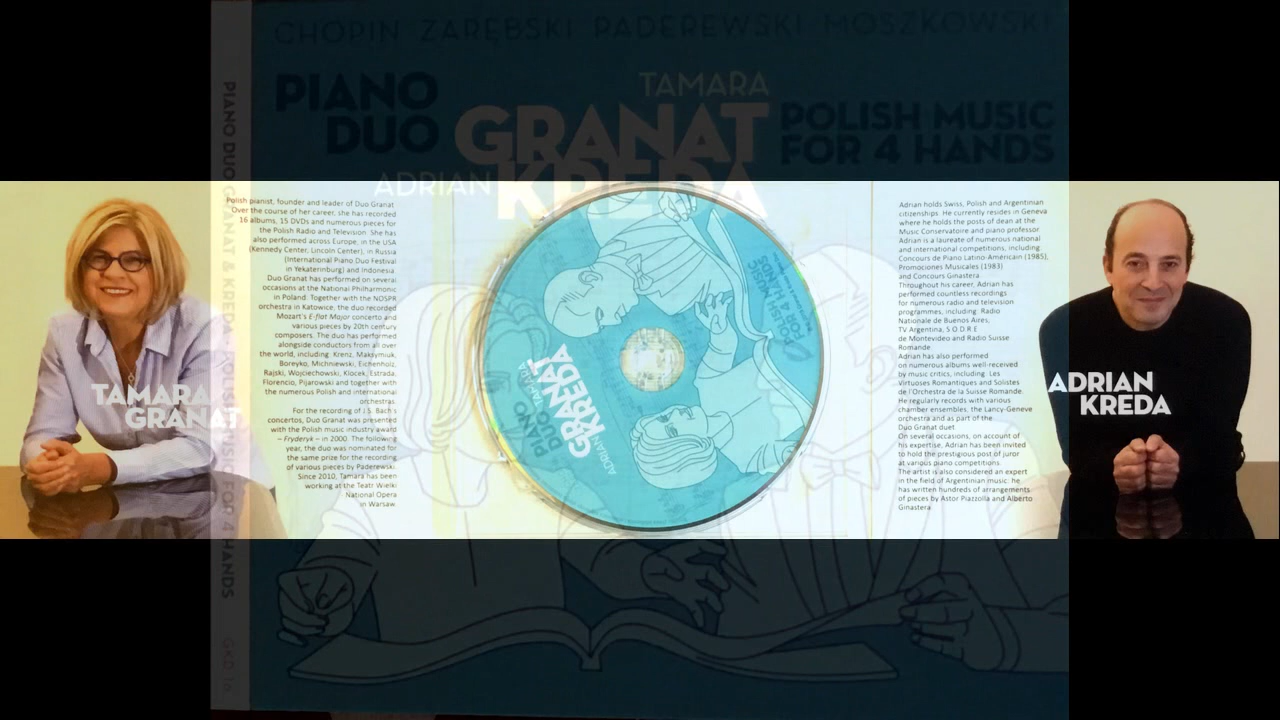 CHOPIN ZARĘBSKI PADEREWSKI MOSZKOWSKI
PIANO
DUO
TAMARA
GRANAT
ADRIAN
KREDA
POLISH MUSIC
FOR 4 HANDS
PIANO DUO GRANAT & KREDA POLISH MUSIC FOR 4 HANDS
TAMARA
GRANAT
Polish pianist, founder and leader of Duo Granat
Over the course of her career, she has recorded
16 albums, 15 DVDs and numerous pieces for
the Polish Radio and Television. She has
also performed across Europe, in the USA
(Kennedy Center, Lincoln Center), in Russia
(International Piano Duo Festival
in Yekaterinburg) and Indonesia.
Duo Granat has performed on several
occasions at the National Philharmonic
in Poland. Together with the NOSPR
orchestra in Katowice, the duo recorded
Mozart's E-flat Major concerto and
various pieces by 20th century
composers. The duo has performed
alongside conductors from all over
the world, including: Krenz, Maksymiuk,
Boreyko, Michniewski, Eichenholz,
Rajski, Wojciechowski, Klocek, Estrada,
Florencio, Pijarowski and together with
the numerous Polish and international
orchestras.
For the recording of J.S. Bach's
concertos, Duo Granat was presented
with the Polish music industry award
– Fryderyk – in 2000. The following
year, the duo was nominated for
the same prize for the recording
of various pieces by Paderewski.
Since 2010, Tamara has been
working at the Teatr Wielki
National Opera
in Warsaw.
PIANO
DUO
TAMARA
GRANAT
ADRIAN
KREDA
Adrian holds Swiss, Polish and Argentinian
citizenships. He currently resides in Geneva
where he holds the posts of dean at the
Music Conservatoire and piano professor.
Adrian is a laureate of numerous national
and international competitions, including:
Concours de Piano Latino-Américain (1985),
Promociones Musicales (1983)
and Concours Ginastera.
Throughout his career, Adrian has
performed countless recordings
for numerous radio and television
programmes, including: Radio
Nationale de Buenos Aires,
TV Argentina, S.O.D.R.E
de Montevideo and Radio Suisse
Romande.
Adrian has also performed
on numerous albums well-received
by music critics, including: Les
Virtuoses Romantiques and Solistes
de l'Orchestra de la Suisse Romande.
He regularly records with various
chamber ensembles, the Lancy-Geneve
orchestra and as part of the
Duo Granat duet
On several occasions, on account of
his expertise, Adrian has been invited
to hold the prestigious post of juror
at various piano competitions.
The artist is also considered an expert
in the field of Argentinian music: he
has written hundreds of arrangements
of pieces by Astor Piazzolla and Alberto
Ginastera
ADRIAN
KREDA